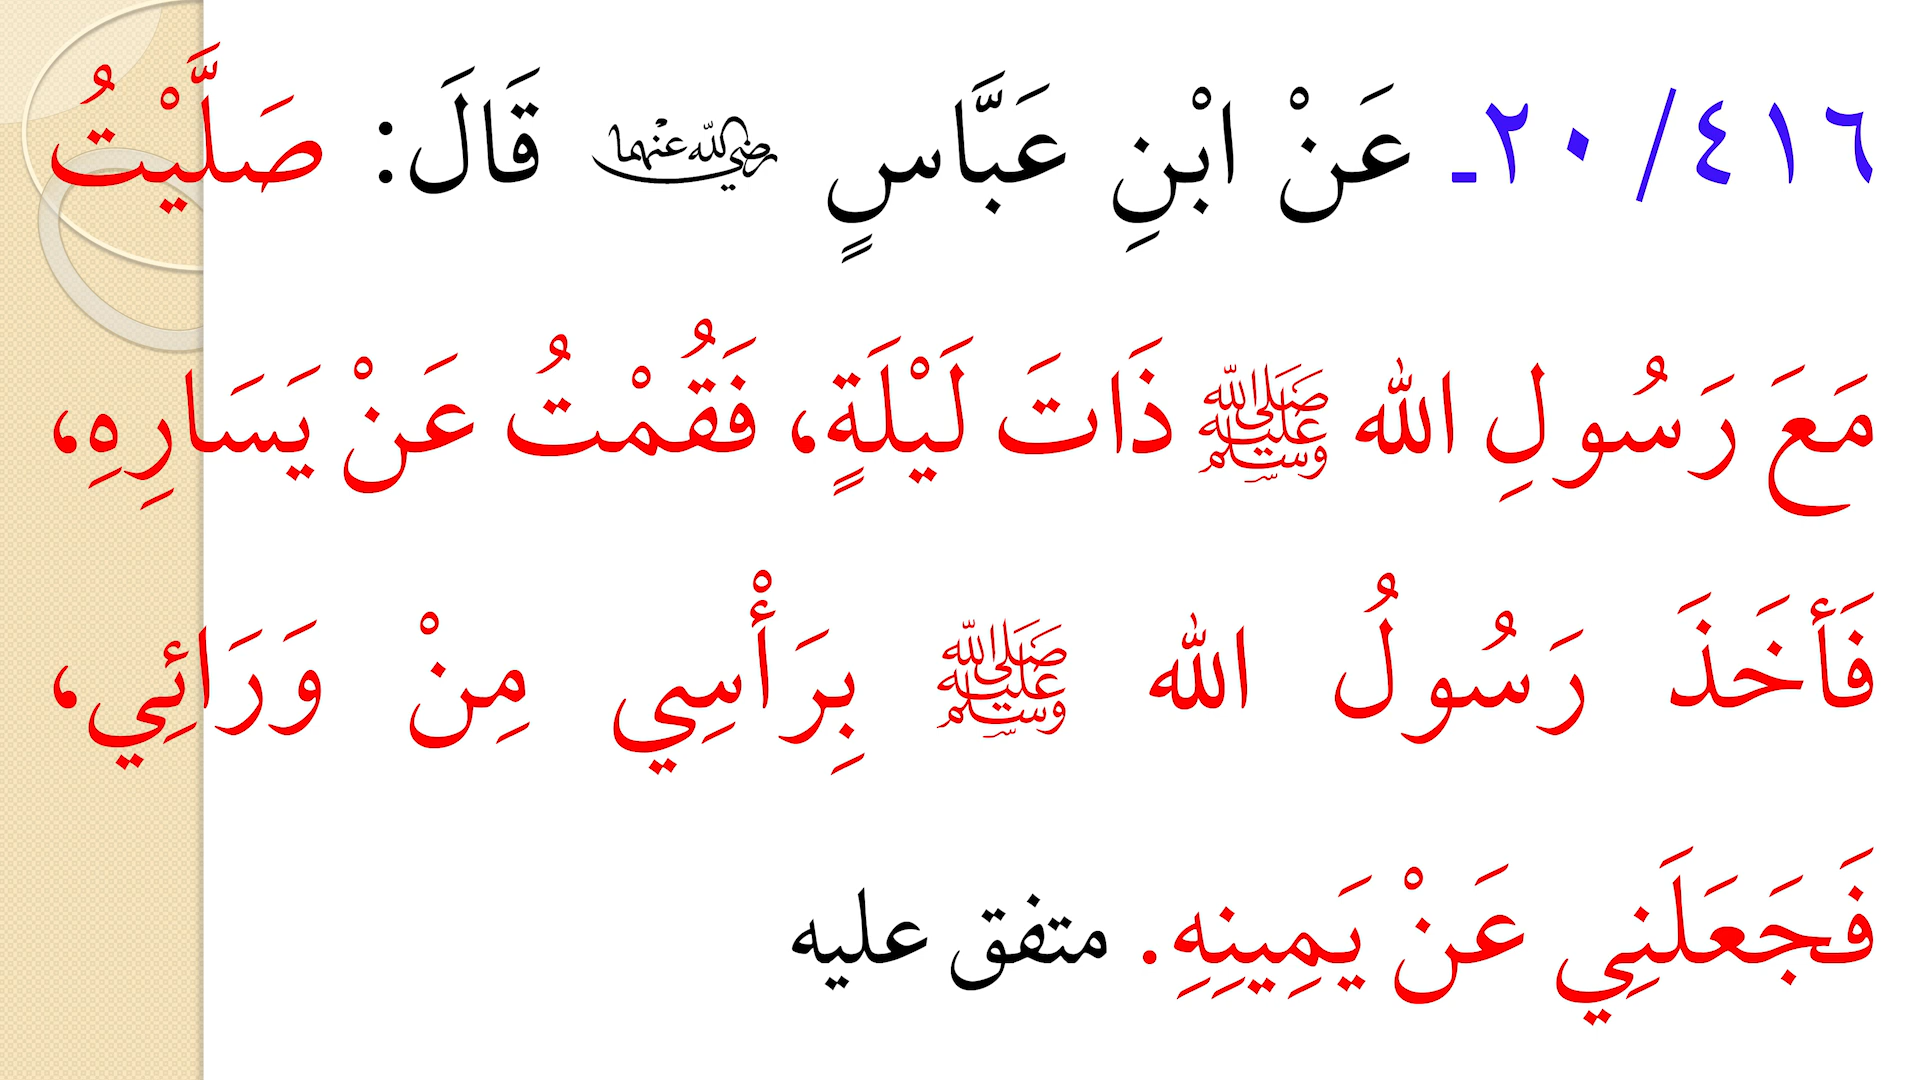 ٤١٦/ ٢٠ـ عَنْ ابْنِ عَبَّاسٍ رضي الله عنهما قَالَ: صَلَّيْتُ
مَعَ رَسُولِ الله ﷺ ذَاتَ لَيْلَةٍ، فَقُمْتُ عَنْ يَسَارِهِ،
فَأَخَذَ رَسُولُ الله ﷺ بِرَأْسِي مِنْ وَرَائِي،
فَجَعَلَنِي عَنْ يَمِينِهِ. متفق عليه